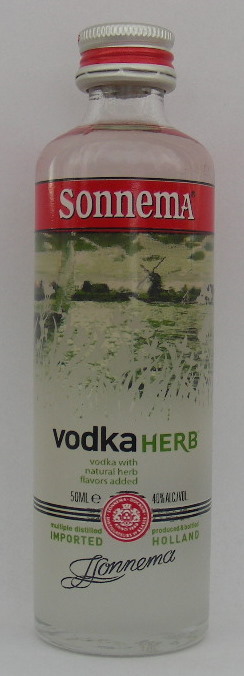 SONNEMA
vodka HERB
vodka with
natural herb
flavors added
50ML ℮ 40% ALC./VOL.
multiple distilled produced & bottled
IMPORTED HOLLAND
Sonnema